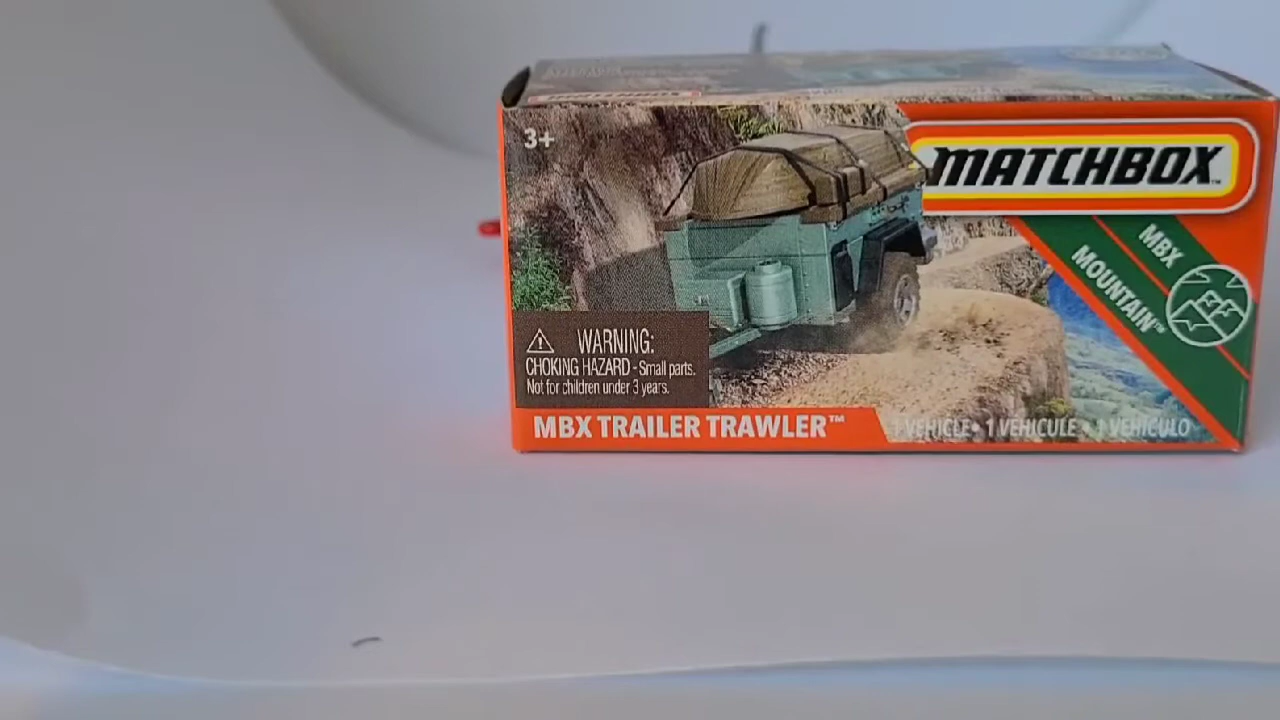 3+
MATCHBOX™
MBX
MOUNTAIN™
WARNING:
CHOKING HAZARD - Small parts.
Not for children under 3 years.
MBX TRAILER TRAWLER™
1 VEHICLE • 1 VÉHICULE • 1 VEHÍCULO